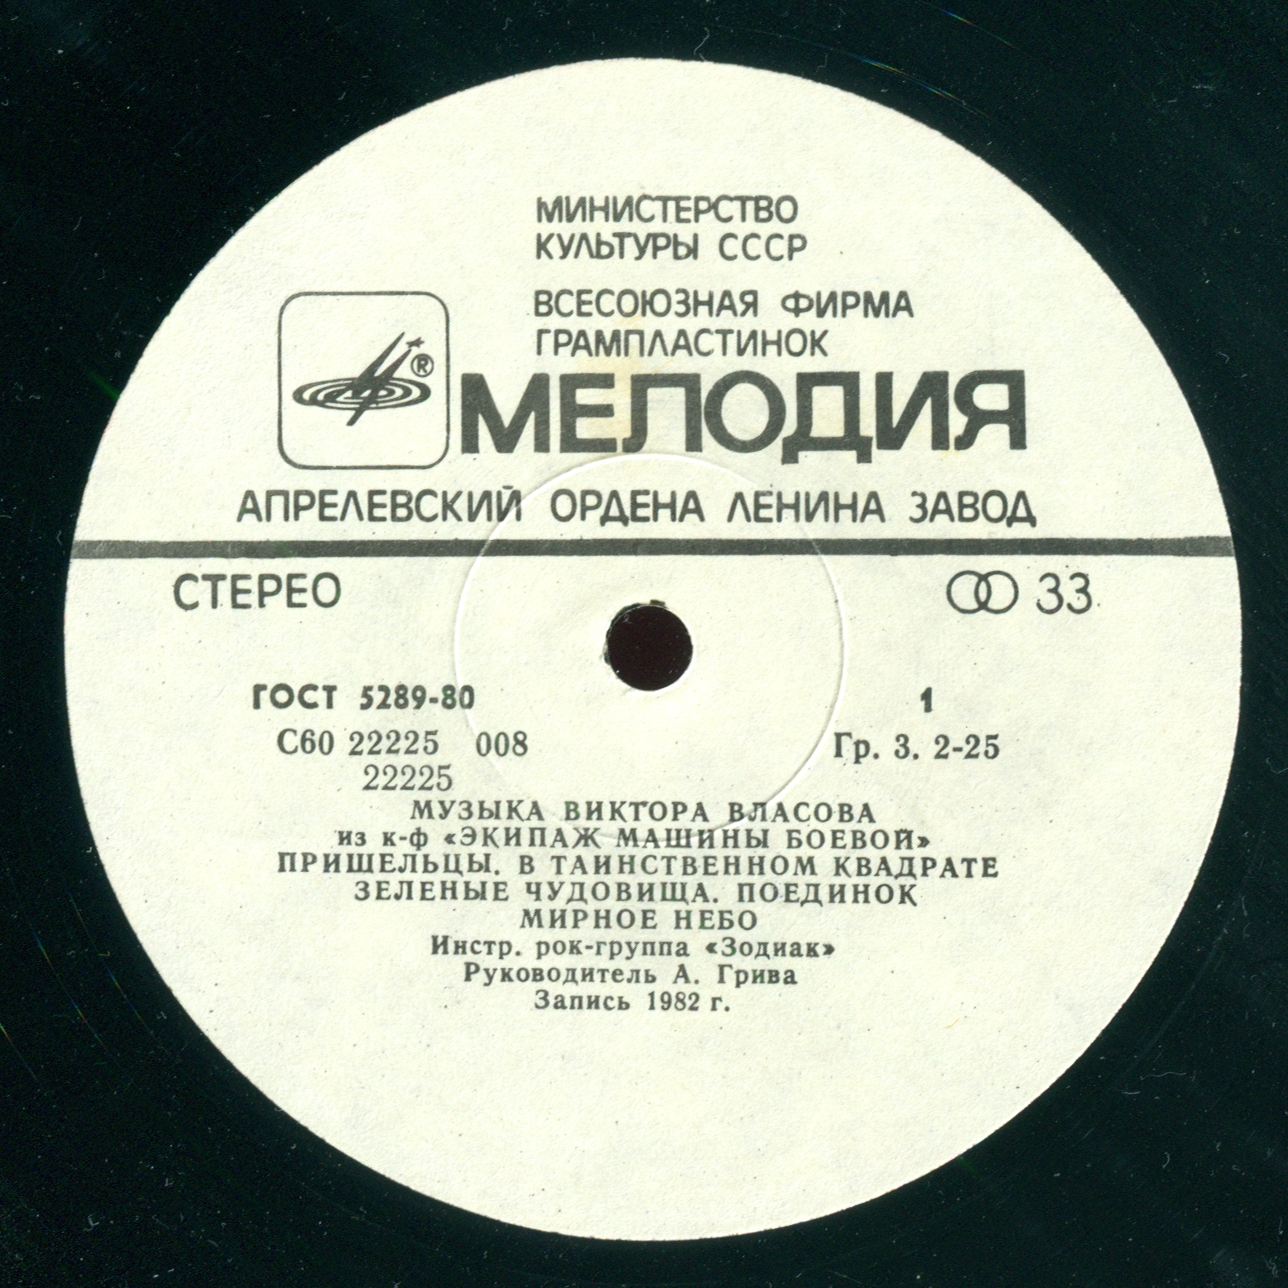 МИНИСТЕРСТВО
КУЛЬТУРЫ СССР
ВСЕСОЮЗНАЯ ФИРМА
ГРАМПЛАСТИНОК
®
МЕЛОДИЯ
АПРЕЛЕВСКИЙ ОРДЕНА ЛЕНИНА ЗАВОД
СТЕРЕО 33
ГОСТ 5289-80 1
С60 22225 008 Гр. 3. 2-25
22225
МУЗЫКА ВИКТОРА ВЛАСОВА
из к-ф «ЭКИПАЖ МАШИНЫ БОЕВОЙ»
ПРИШЕЛЬЦЫ. В ТАИНСТВЕННОМ КВАДРАТЕ
ЗЕЛЕНЫЕ ЧУДОВИЩА. ПОЕДИНОК
МИРНОЕ НЕБО
Инстр. рок-группа «Зодиак»
Руководитель А. Грива
Запись 1982 г.